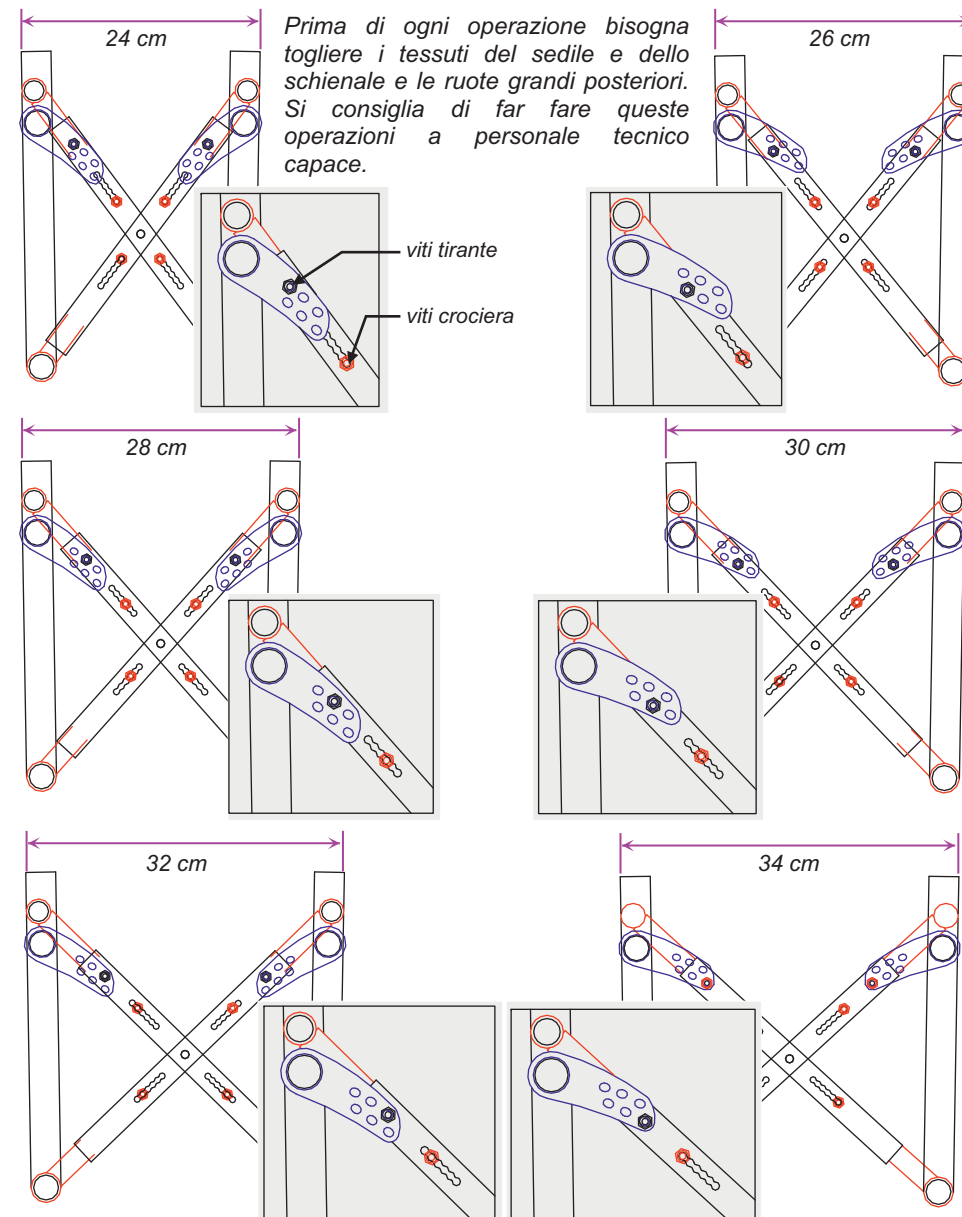 24 cm
Prima di ogni operazione bisogna
togliere i tessuti del sedile e dello
schienale e le ruote grandi posteriori.
Si consiglia di far fare queste
operazioni a personale tecnico
capace.
26 cm
viti tirante
viti crociera
28 cm
30 cm
32 cm
34 cm